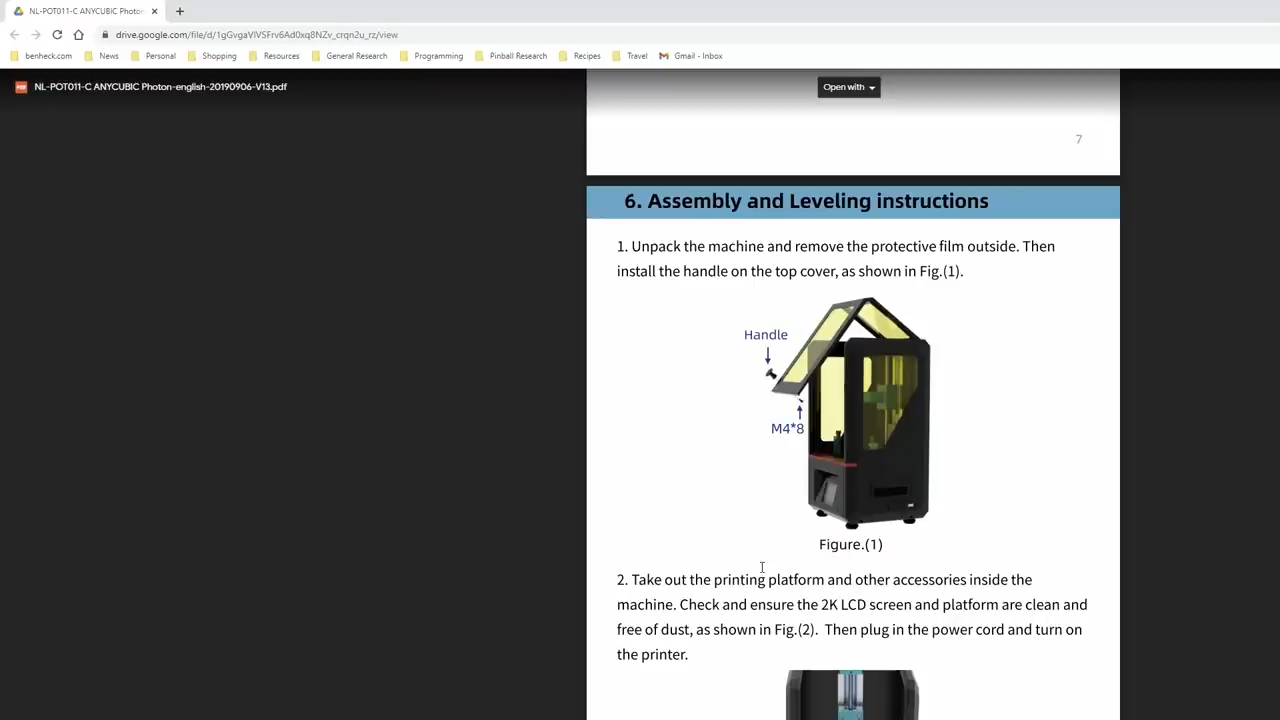 NL-POT011-C ANYCUBIC Photo
drive.google.com/file/d/1gGvgaVlVSFrv6Ad0xq8NZv_crqn2u_rz/view
benheck.com News Personal Shopping Resources General Research Programming Pinball Research Recipes Travel Gmail - Inbox
PDF NL-POT011-C ANYCUBIC Photon-english-20190906-V13.pdf
Open with
7
6. Assembly and Leveling instructions
1. Unpack the machine and remove the protective film outside. Then
install the handle on the top cover, as shown in Fig.(1).
Handle
M4*8
Figure.(1)
2. Take out the printing platform and other accessories inside the
machine. Check and ensure the 2K LCD screen and platform are clean and
free of dust, as shown in Fig.(2). Then plug in the power cord and turn on
the printer.